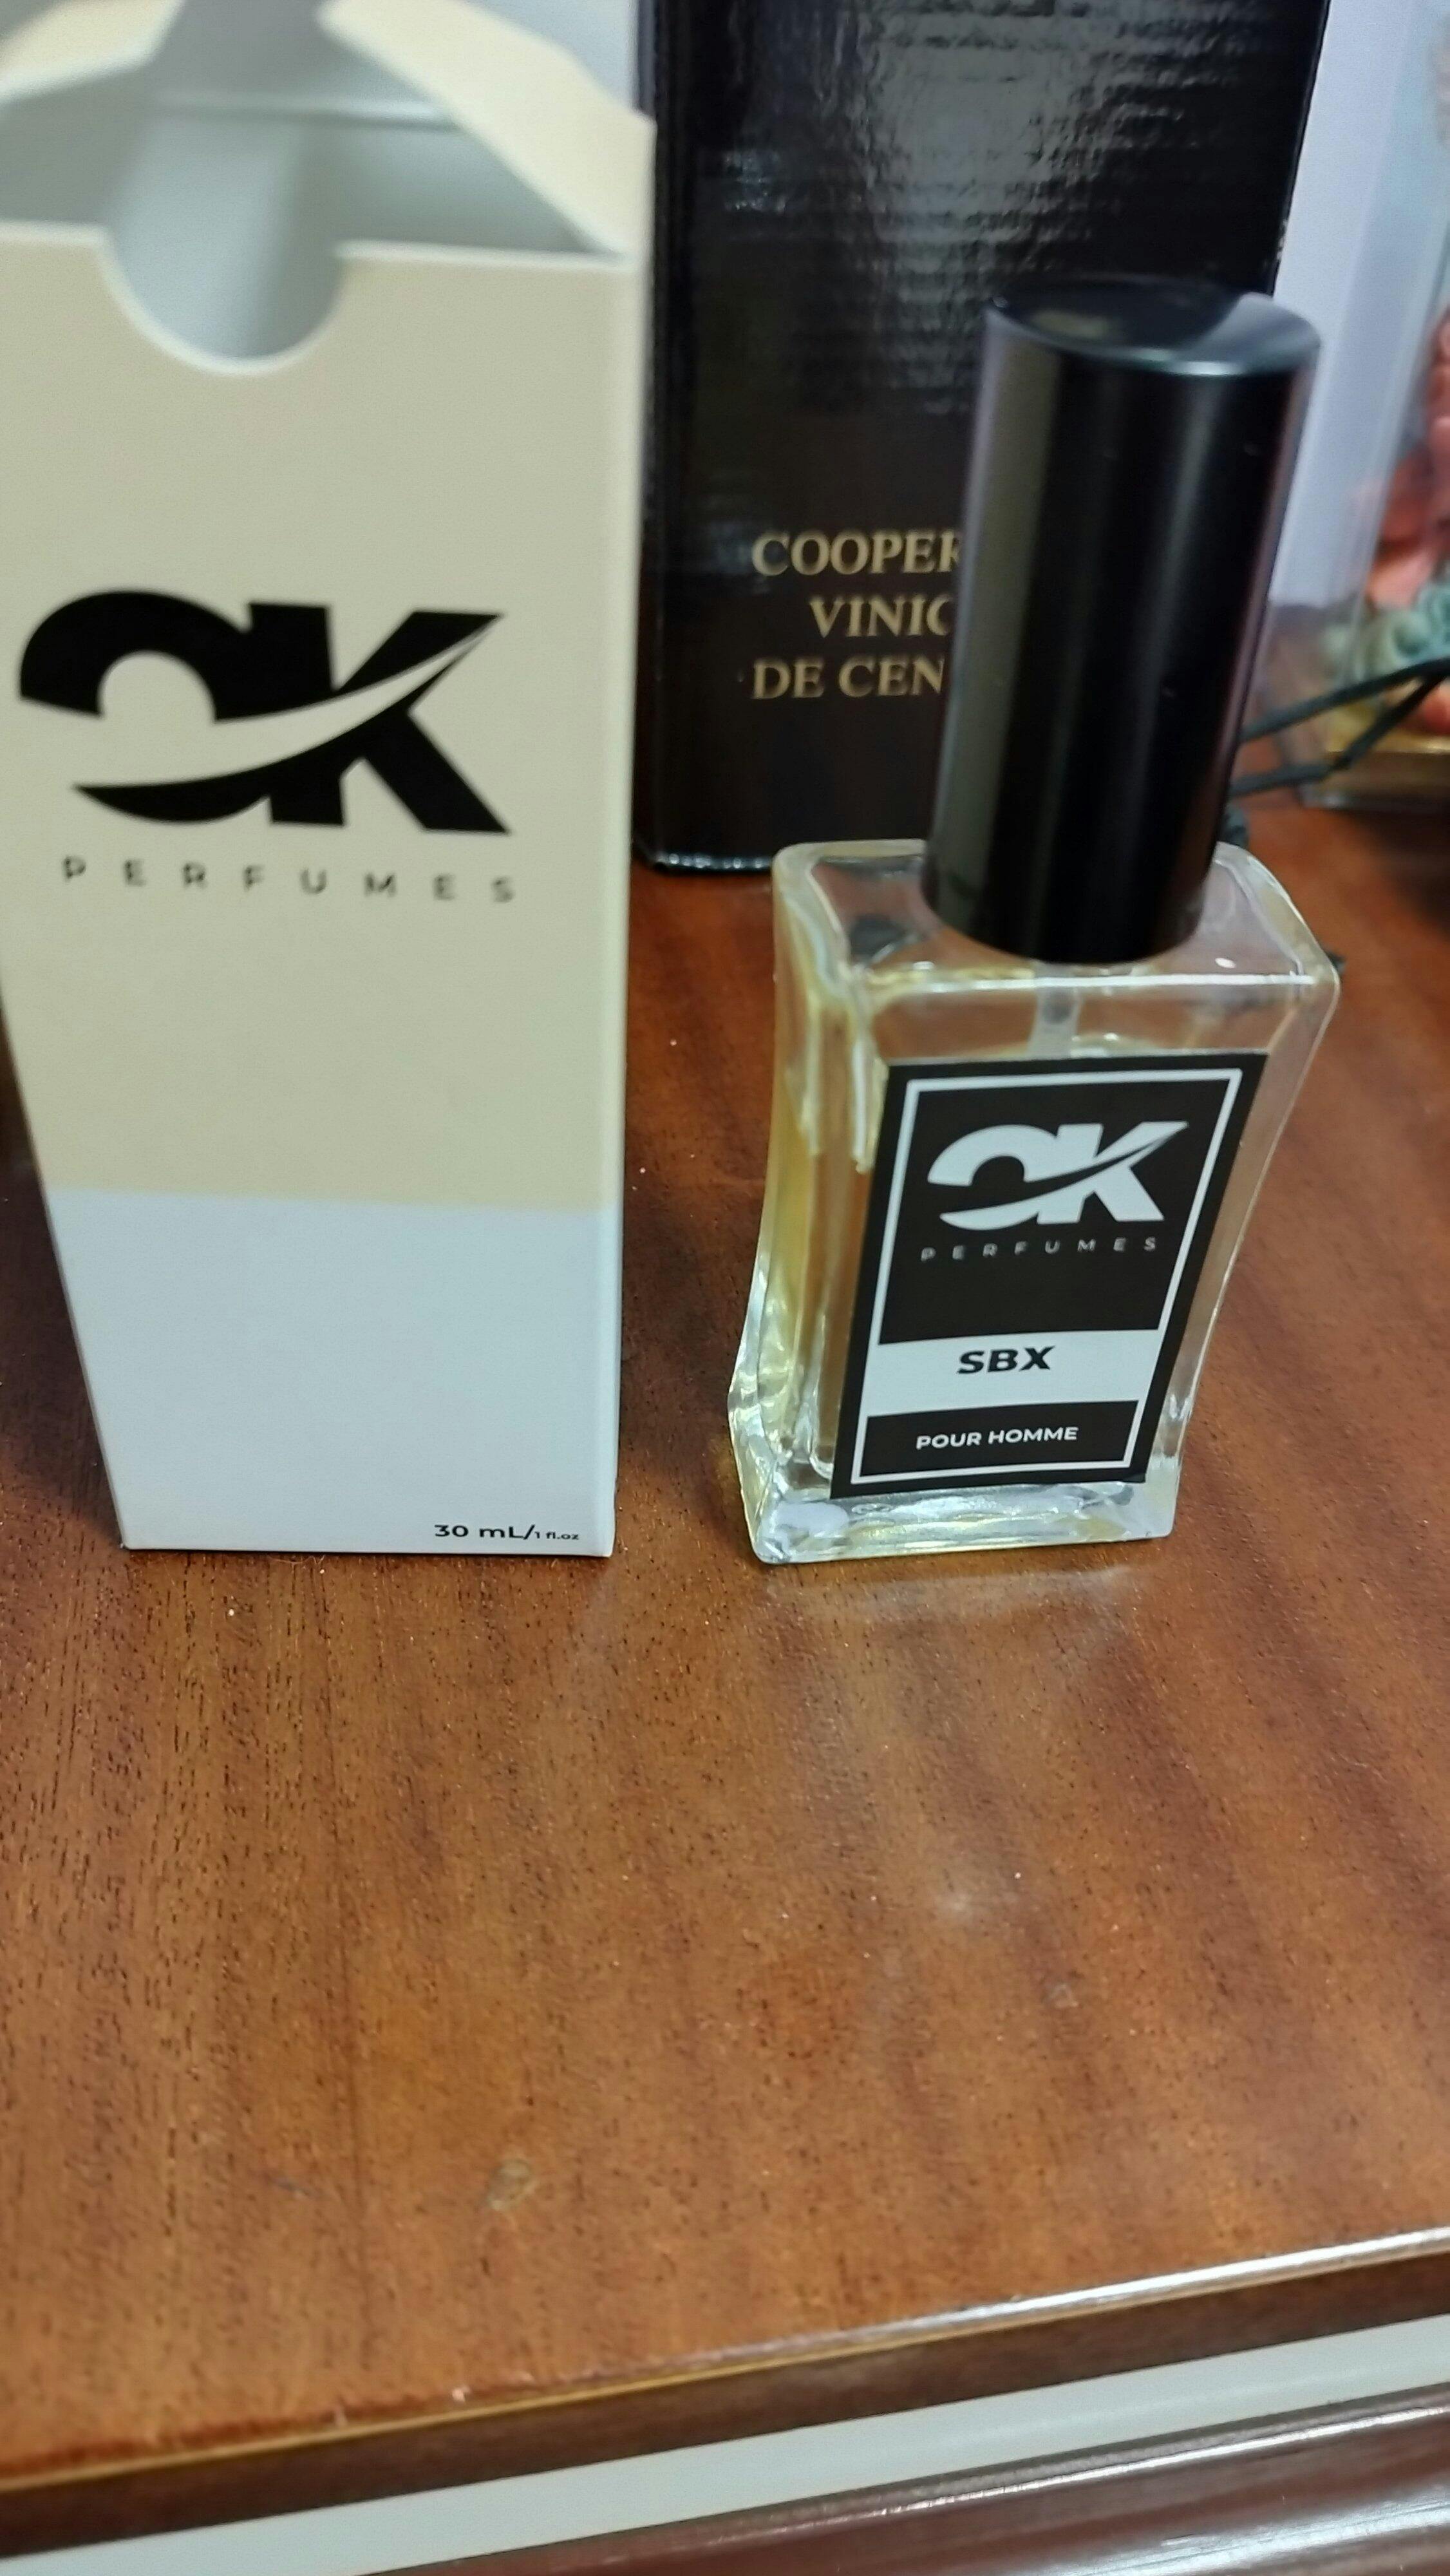 OK
PERFUMES
30 mL/1 fl.oz
COOPER
VINIC
DE CEN
OK
PERFUMES
SBX
POUR HOMME